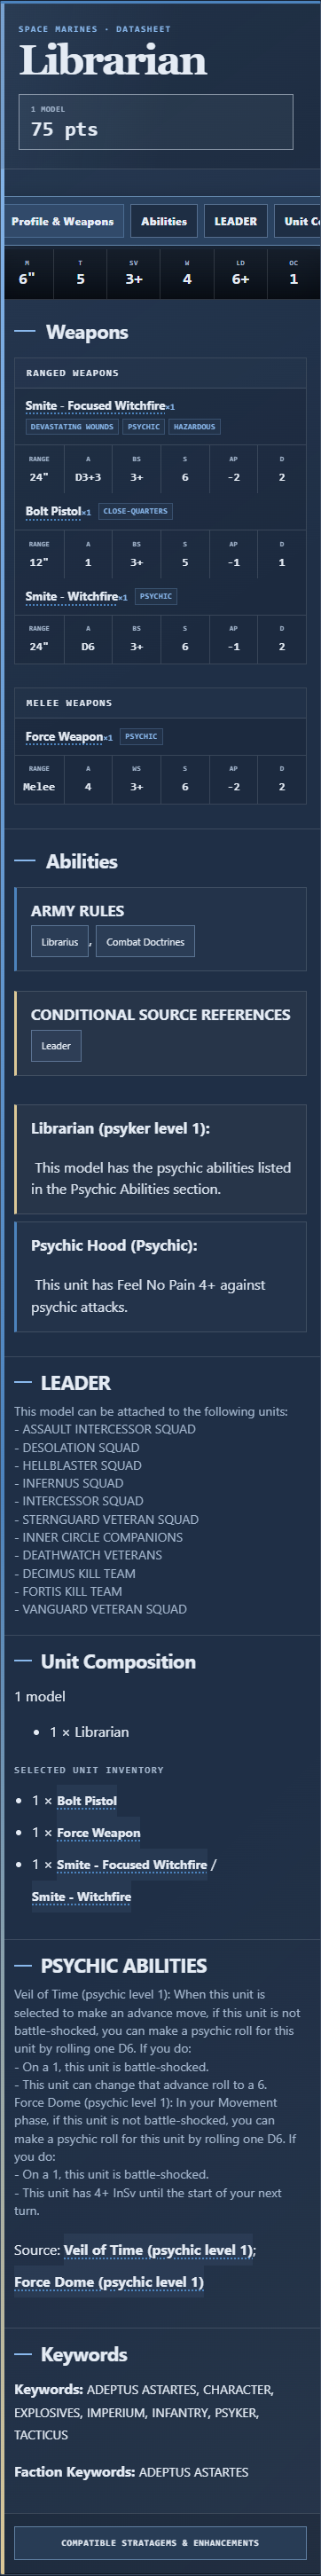 SPACE MARINES · DATASHEET
Librarian
1 MODEL
75 pts
Profile & Weapons
Abilities
LEADER
Unit C
M T SV W LD OC
6" 5 3+ 4 6+ 1
Weapons
RANGED WEAPONS
Smite - Focused Witchfire×1
DEVASTATING WOUNDS PSYCHIC HAZARDOUS
RANGE A BS S AP D
24" D3+3 3+ 6 -2 2
Bolt Pistol×1 CLOSE-QUARTERS
RANGE A BS S AP D
12" 1 3+ 5 -1 1
Smite - Witchfire×1 PSYCHIC
RANGE A BS S AP D
24" D6 3+ 6 -1 2
MELEE WEAPONS
Force Weapon×1 PSYCHIC
RANGE A WS S AP D
Melee 4 3+ 6 -2 2
Abilities
ARMY RULES
Librarius, Combat Doctrines
CONDITIONAL SOURCE REFERENCES
Leader
Librarian (psyker level 1):
This model has the psychic abilities listed
in the Psychic Abilities section.
Psychic Hood (Psychic):
This unit has Feel No Pain 4+ against
psychic attacks.
LEADER
This model can be attached to the following units:
- ASSAULT INTERCESSOR SQUAD
- DESOLATION SQUAD
- HELLBLASTER SQUAD
- INFERNUS SQUAD
- INTERCESSOR SQUAD
- STERNGUARD VETERAN SQUAD
- INNER CIRCLE COMPANIONS
- DEATHWATCH VETERANS
- DECIMUS KILL TEAM
- FORTIS KILL TEAM
- VANGUARD VETERAN SQUAD
Unit Composition
1 model
• 1 × Librarian
SELECTED UNIT INVENTORY
• 1 × Bolt Pistol
• 1 × Force Weapon
• 1 × Smite - Focused Witchfire /
Smite - Witchfire
PSYCHIC ABILITIES
Veil of Time (psychic level 1): When this unit is
selected to make an advance move, if this unit is not
battle-shocked, you can make a psychic roll for this
unit by rolling one D6. If you do:
- On a 1, this unit is battle-shocked.
- This unit can change that advance roll to a 6.
Force Dome (psychic level 1): In your Movement
phase, if this unit is not battle-shocked, you can
make a psychic roll for this unit by rolling one D6. If
you do:
- On a 1, this unit is battle-shocked.
- This unit has 4+ InSv until the start of your next
turn.
Source: Veil of Time (psychic level 1);
Force Dome (psychic level 1)
Keywords
Keywords: ADEPTUS ASTARTES, CHARACTER,
EXPLOSIVES, IMPERIUM, INFANTRY, PSYKER,
TACTICUS
Faction Keywords: ADEPTUS ASTARTES
COMPATIBLE STRATAGEMS & ENHANCEMENTS